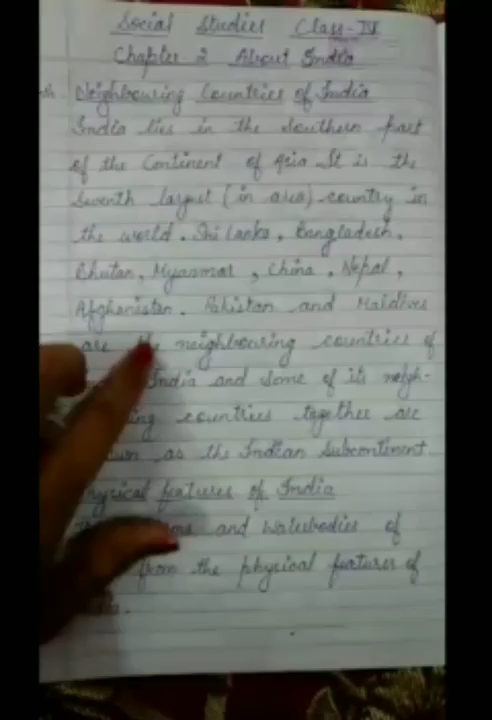 Social Studies Class-IV
Chapter 2 About India
Neighbouring Countries of India
India lies in the Southern part
of the Continent of Asia. It is the
Seventh largest (in area) country in
the world. Sri Lanka, Bangladesh,
Bhutan, Myanmar, China, Nepal,
Afghanistan. Pakistan and Maldives
are the neighbouring countries of
India and some of its neigh-
countries together are
as the Indian Subcontinent
Physical features of India
and Waterbodies of
from the physical features of